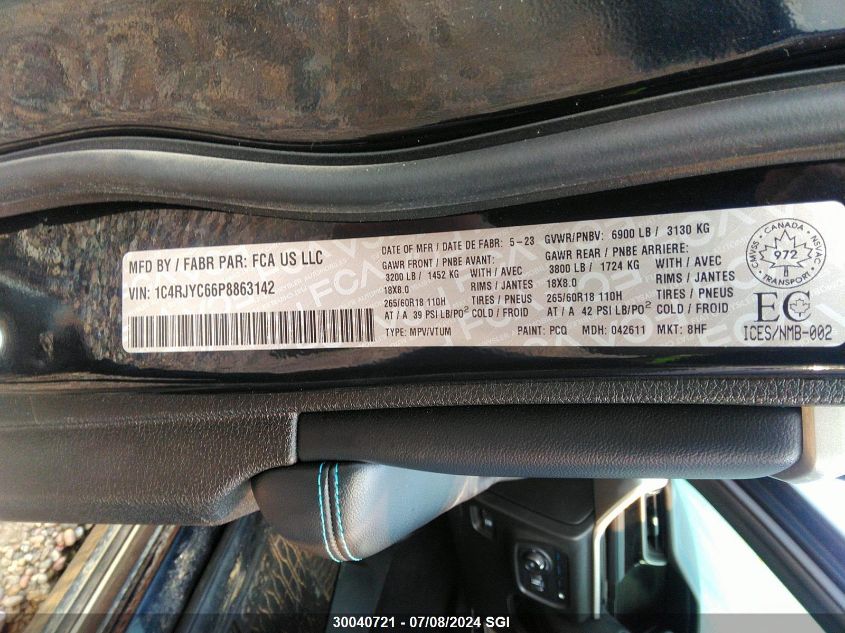 MFD BY / FABR PAR: FCA US LLC
VIN: 1C4RJYC66P8863142
DATE OF MFR / DATE DE FABR: 5-23 GVWR/PNBV: 6900 LB / 3130 KG
GAWR FRONT / PNBE AVANT: GAWR REAR / PNBE ARRIERE:
3200 LB / 1452 KG WITH / AVEC 3800 LB / 1724 KG WITH / AVEC
18X8.0 RIMS / JANTES 18X8.0 RIMS / JANTES
265/60R18 110H TIRES / PNEUS 265/60R18 110H TIRES / PNEUS
AT / A 39 PSI LB/PO² COLD / FROID AT / A 42 PSI LB/PO² COLD / FROID
TYPE: MPV/VTUM PAINT: PCQ MDH: 042611 MKT: 8HF
CANADA
CMVSS NSVAC
972
TRANSPORT
EC
ICES/NMB-002
30040721 - 07/08/2024 SGI